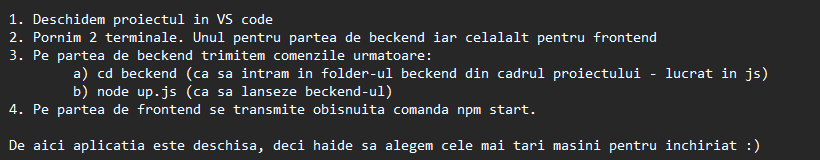 1. Deschidem proiectul in VS code
2. Pornim 2 terminale. Unul pentru partea de beckend iar celalalt pentru frontend
3. Pe partea de beckend trimitem comenzile urmatoare:
a) cd beckend (ca sa intram in folder-ul beckend din cadrul proiectului - lucrat in js)
b) node up.js (ca sa lanseze beckend-ul)
4. Pe partea de frontend se transmite obisnuita comanda npm start.
De aici aplicatia este deschisa, deci haide sa alegem cele mai tari masini pentru inchiriat :)